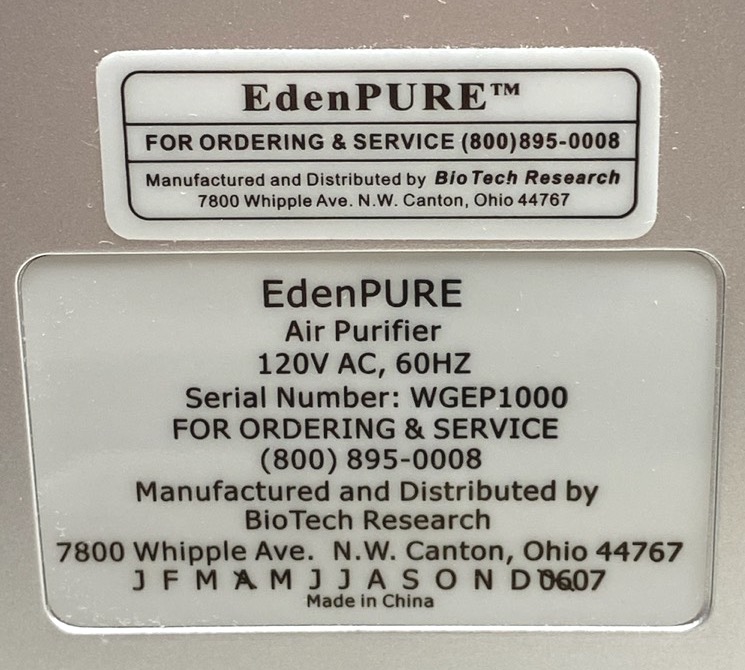 EdenPURE™
FOR ORDERING & SERVICE (800)895-0008
Manufactured and Distributed by BioTech Research
7800 Whipple Ave. N.W. Canton, Ohio 44767
EdenPURE
Air Purifier
120V AC, 60HZ
Serial Number: WGEP1000
FOR ORDERING & SERVICE
(800) 895-0008
Manufactured and Distributed by
BioTech Research
7800 Whipple Ave. N.W. Canton, Ohio 44767
J F M A M J J A S O N D 0607
Made in China